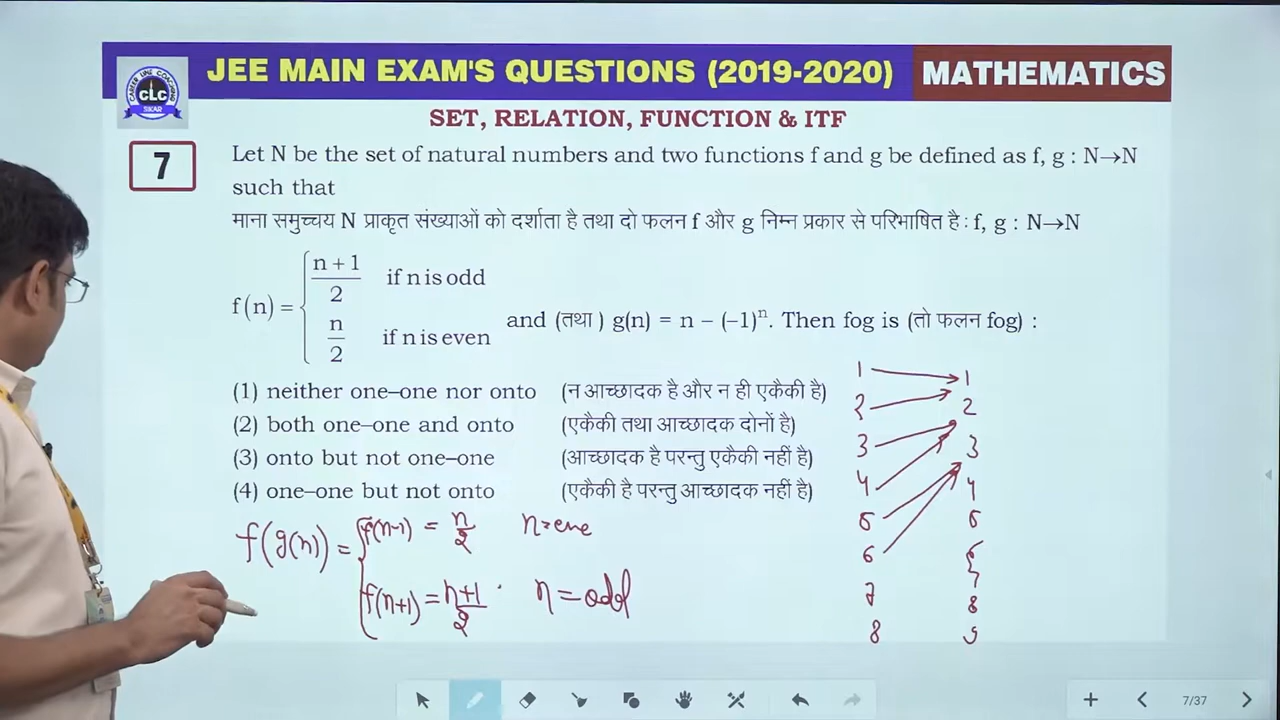 JEE MAIN EXAM'S QUESTIONS (2019-2020) MATHEMATICS
CAREER LINE COACHING
CLC
SIKAR
SET, RELATION, FUNCTION & ITF
7
Let N be the set of natural numbers and two functions f and g be defined as f, g : N→N
such that
माना समुच्चय N प्राकृत संख्याओं को दर्शाता है तथा दो फलन f और g निम्न प्रकार से परिभाषित है : f, g : N→N
f(n) = { (n + 1)/2 if n is odd
n/2 if n is even
and (तथा ) g(n) = n – (–1)ⁿ. Then fog is (तो फलन fog) :
(1) neither one–one nor onto (न आच्छादक है और न ही एकैकी है)
(2) both one–one and onto (एकैकी तथा आच्छादक दोनों है)
(3) onto but not one–one (आच्छादक है परन्तु एकैकी नहीं है)
(4) one–one but not onto (एकैकी है परन्तु आच्छादक नहीं है)
f(g(n)) = { f(n-1) = n/2
f(n+1) = (n+1)/2 n = odd
1 1
2 2
3 3
4 4
5 5
6 6
7 7
8 8
9
7/37